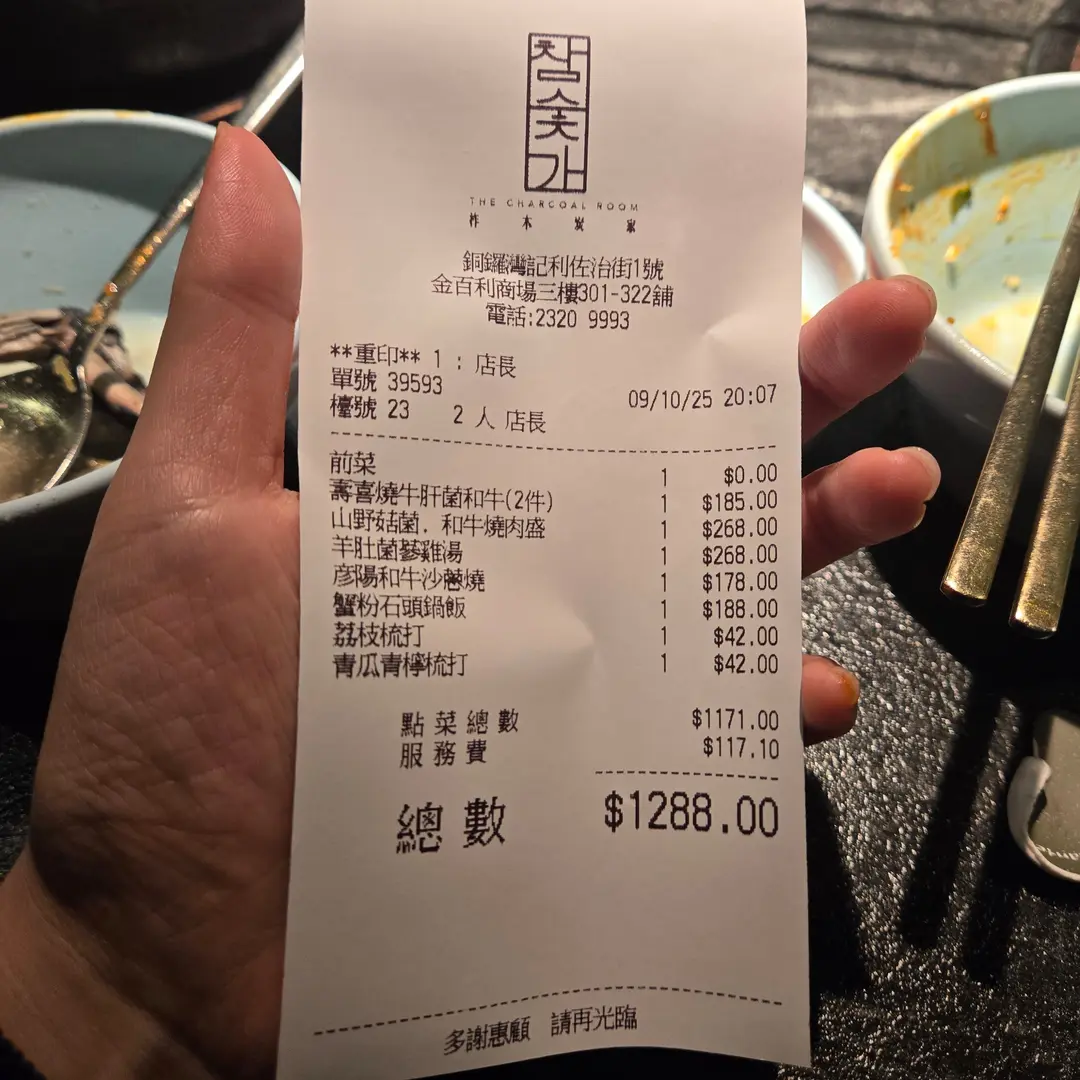 참숯가
THE CHARCOAL ROOM
柞木炭家
銅鑼灣記利佐治街1號
金百利商場三樓301-322舖
電話:2320 9993
**重印** 1 : 店長
單號 39593 09/10/25 20:07
檯號 23 2 人 店長
前菜 1 $0.00
壽喜燒牛肝菌和牛(2件) 1 $185.00
山野菇菌. 和牛燒肉盛 1 $268.00
羊肚菌蔘雞湯 1 $268.00
彦陽和牛沙蔥燒 1 $178.00
蟹粉石頭鍋飯 1 $188.00
荔枝梳打 1 $42.00
青瓜青檸梳打 1 $42.00
點菜總數 $1171.00
服務費 $117.10
總數 $1288.00
多謝惠顧 請再光臨